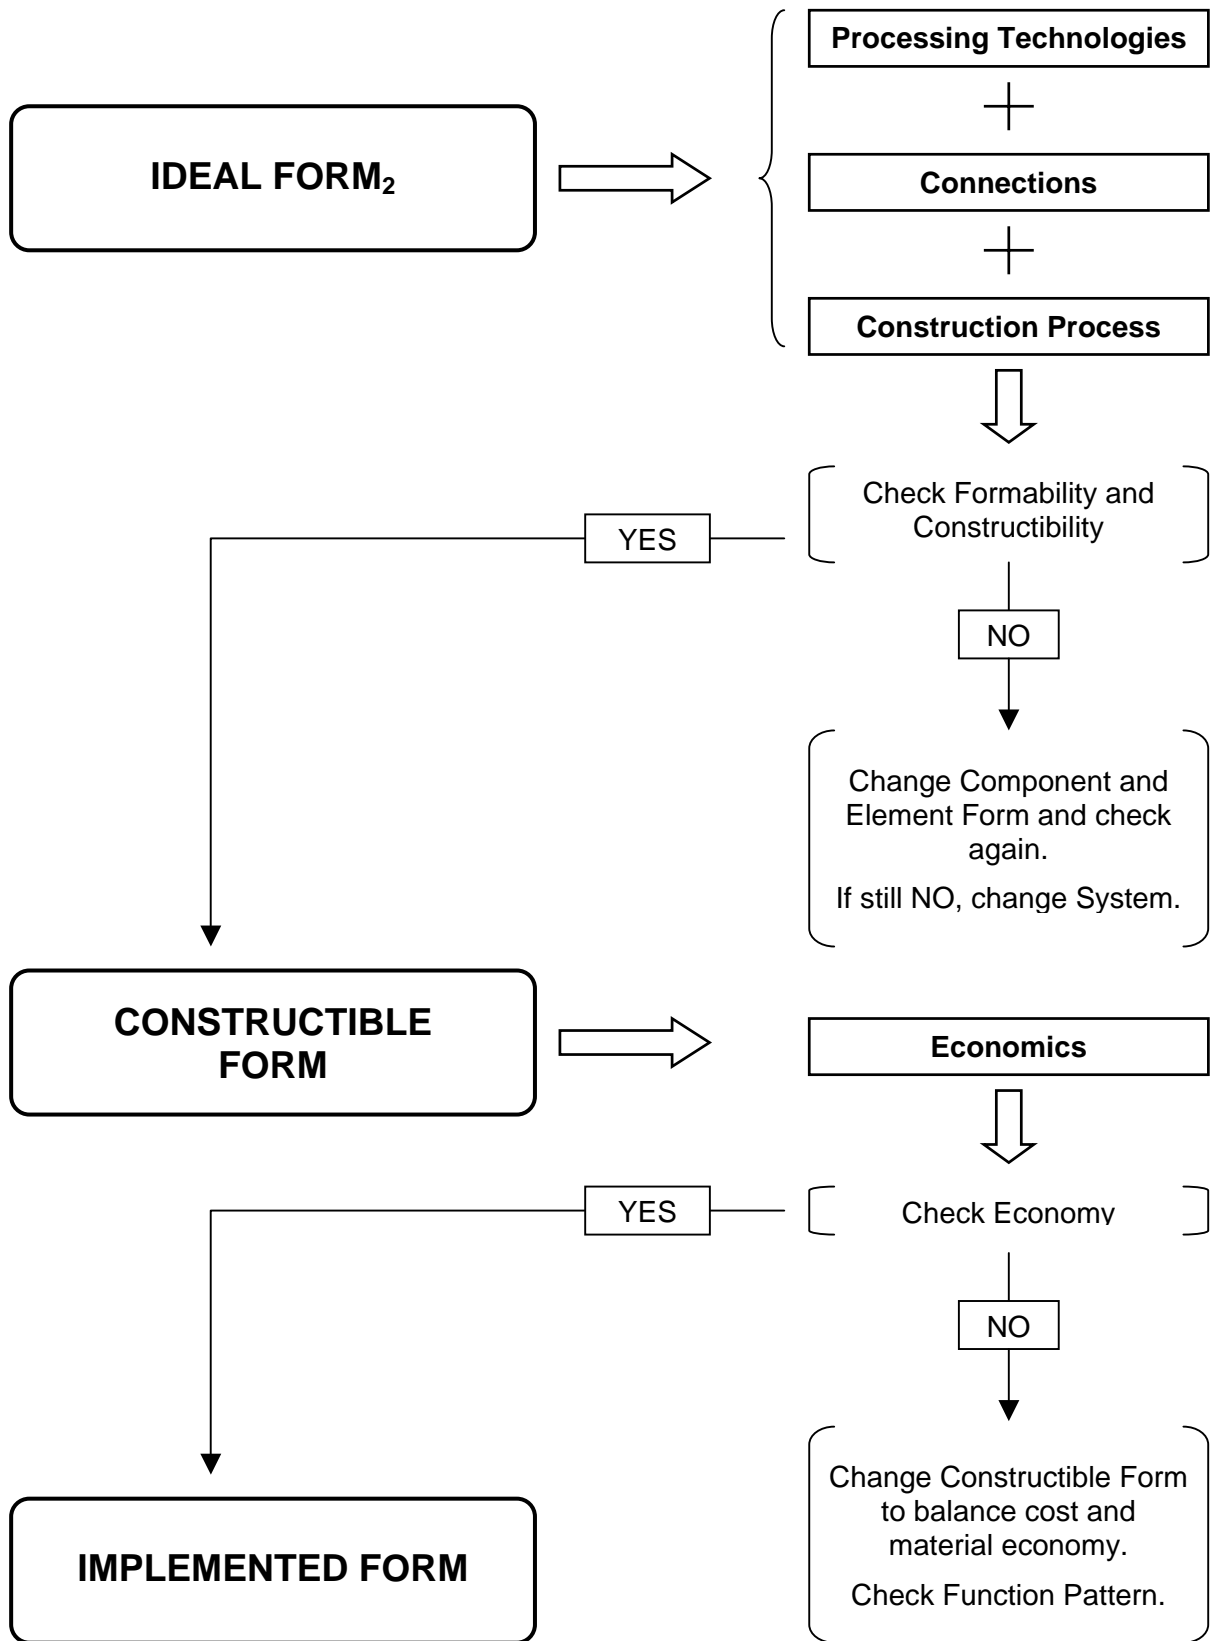 Processing Technologies
IDEAL FORM₂
Connections
Construction Process
Check Formability and
Constructibility
YES
NO
Change Component and
Element Form and check
again.
If still NO, change System.
CONSTRUCTIBLE
FORM
Economics
YES
Check Economy
NO
Change Constructible Form
to balance cost and
material economy.
Check Function Pattern.
IMPLEMENTED FORM